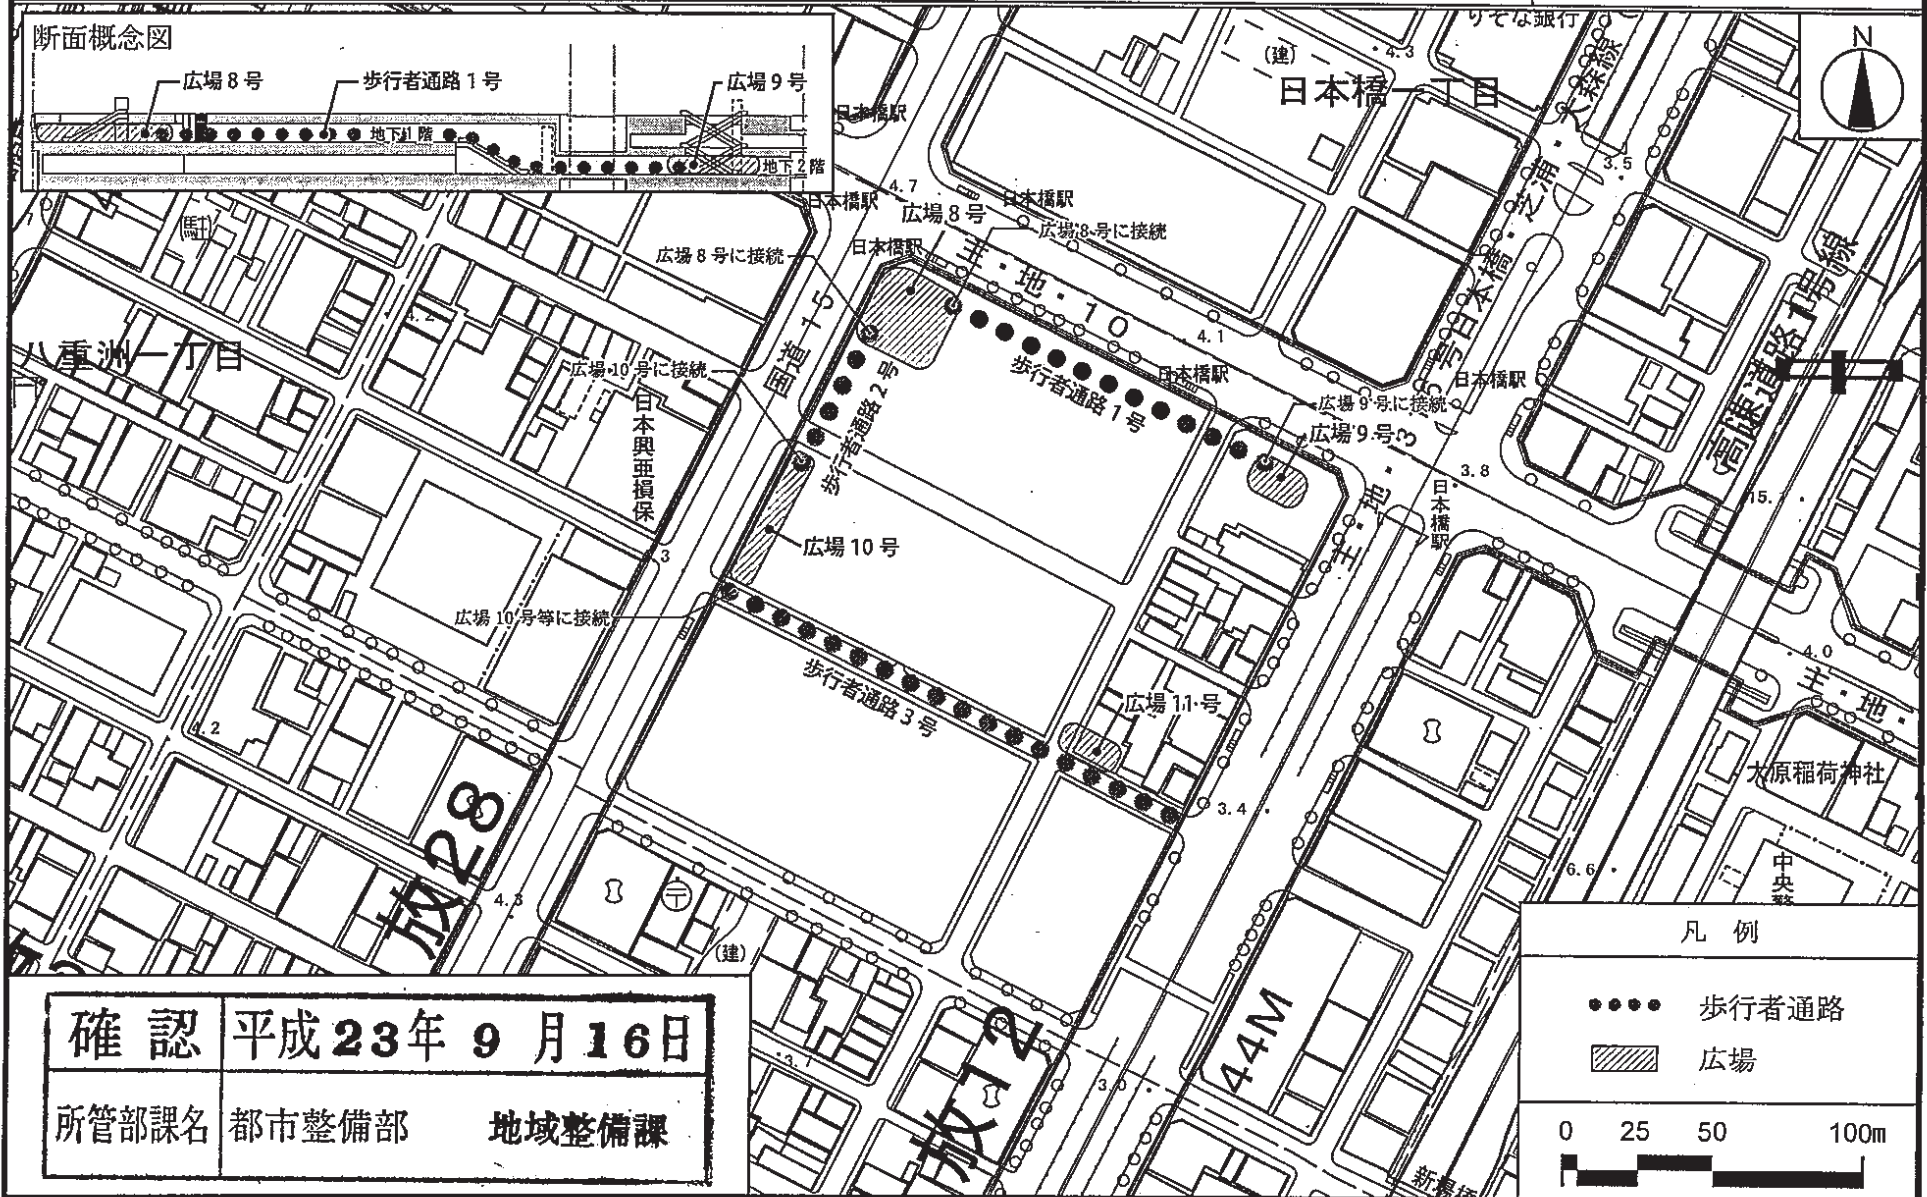 断面概念図
広場8号
歩行者通路1号
広場9号
地下1階
地下2階
りそな銀行
(建)
4.3
日本橋一丁目
N
日本橋駅
3.5
4.7
日本橋駅
日本橋駅
広場8号
広場8号に接続
日本橋駅
広場8号に接続
(駐)
主・地・10
国道15
4.1
4.2
八重洲一丁目
広場10号に接続
歩行者通路2号
歩行者通路1号
日本橋駅
日本橋駅
広場9号に接続
広場9号
高速道路1号線
日本興亜損保
3.8
15.1
日本橋駅
広場10号
広場10号等に接続
歩行者通路3号
広場11号
4.0
主・地・
4.2
太原稲荷神社
3.4
放28
4.3
6.6
中央警
(建)
放12
44M
3.0
凡例
歩行者通路
広場
0 25 50 100m
確認 平成23年9月16日
所管部課名 都市整備部 地域整備課